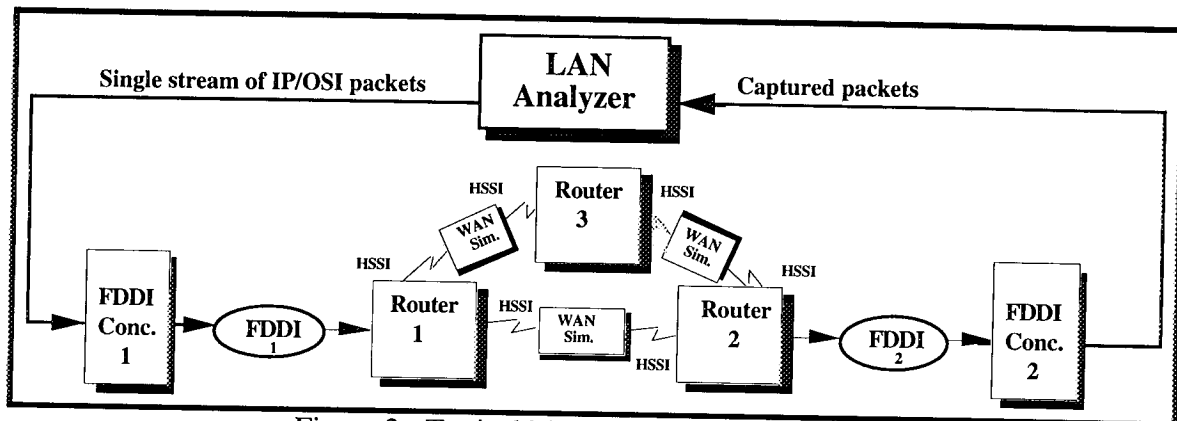 LAN
Analyzer
Single stream of IP/OSI packets
Captured packets
HSSI
Router
3
HSSI
WAN
Sim.
WAN
Sim.
HSSI
HSSI
FDDI
Conc.
1
FDDI
1
Router
1
HSSI
WAN
Sim.
HSSI
Router
2
FDDI
2
FDDI
Conc.
2